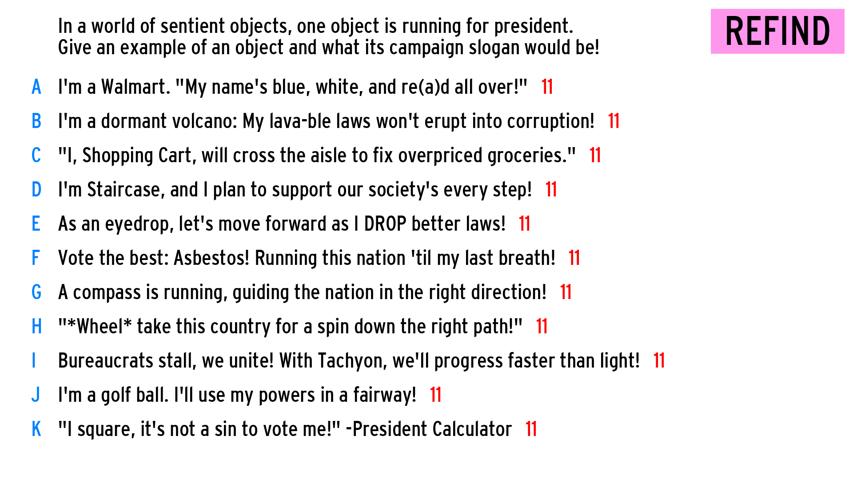 In a world of sentient objects, one object is running for president.
Give an example of an object and what its campaign slogan would be!
REFIND
A I'm a Walmart. "My name's blue, white, and re(a)d all over!" 11
B I'm a dormant volcano: My lava-ble laws won't erupt into corruption! 11
C "I, Shopping Cart, will cross the aisle to fix overpriced groceries." 11
D I'm Staircase, and I plan to support our society's every step! 11
E As an eyedrop, let's move forward as I DROP better laws! 11
F Vote the best: Asbestos! Running this nation 'til my last breath! 11
G A compass is running, guiding the nation in the right direction! 11
H "*Wheel* take this country for a spin down the right path!" 11
I Bureaucrats stall, we unite! With Tachyon, we'll progress faster than light! 11
J I'm a golf ball. I'll use my powers in a fairway! 11
K "I square, it's not a sin to vote me!" -President Calculator 11